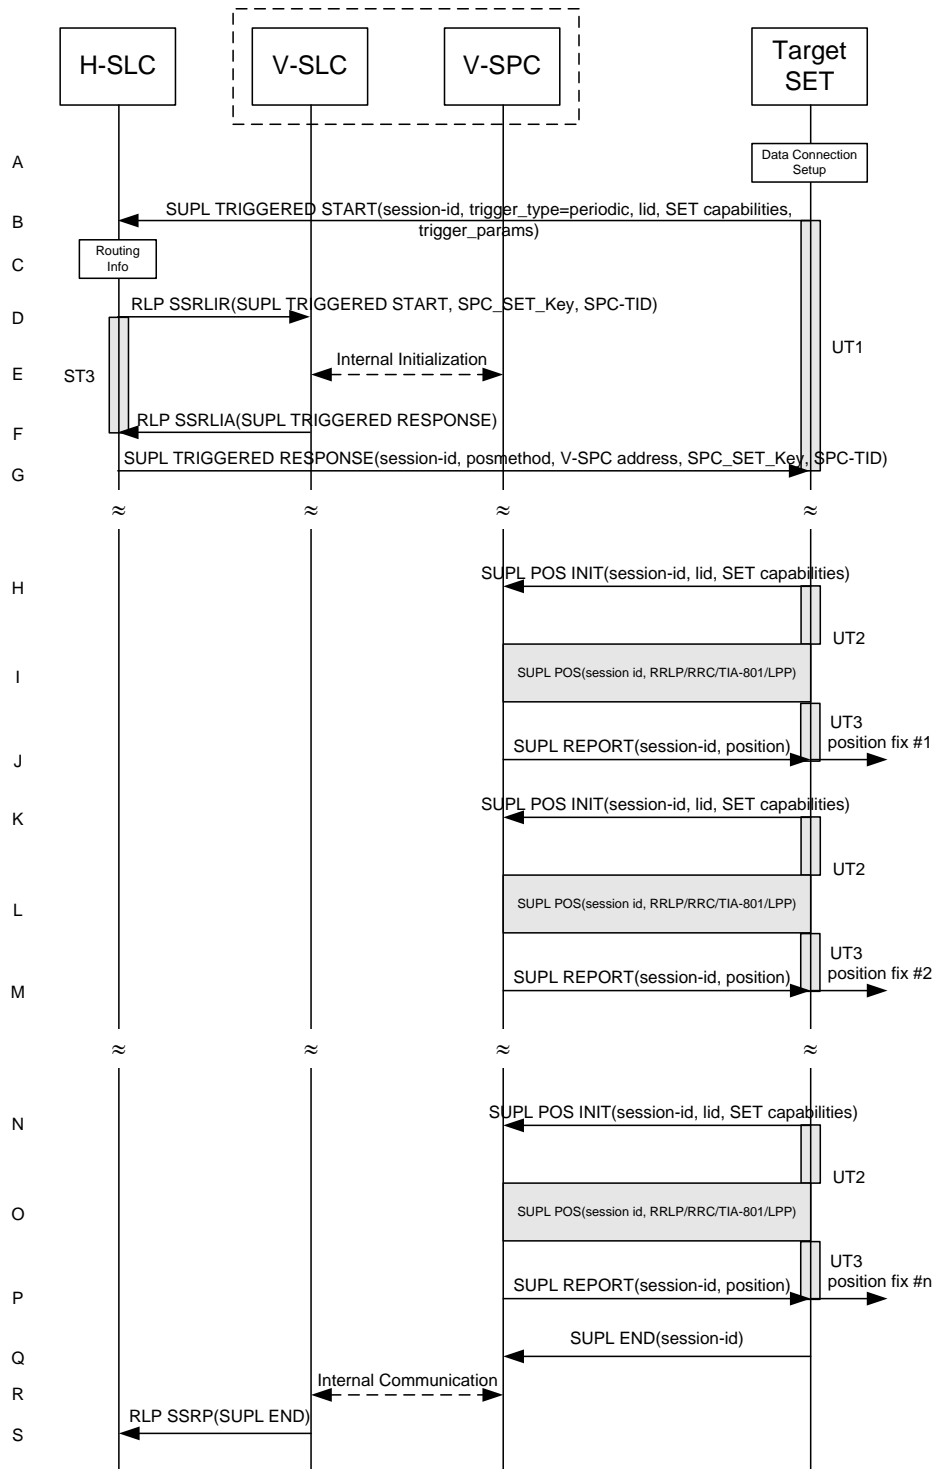 H-SLC
V-SLC
V-SPC
Target
SET
A
Data Connection
Setup
B
SUPL TRIGGERED START(session-id, trigger_type=periodic, lid, SET capabilities,
trigger_params)
C
Routing
Info
D
RLP SSRLIR(SUPL TRIGGERED START, SPC_SET_Key, SPC-TID)
UT1
E
ST3
Internal Initialization
F
RLP SSRLIA(SUPL TRIGGERED RESPONSE)
G
SUPL TRIGGERED RESPONSE(session-id, posmethod, V-SPC address, SPC_SET_Key, SPC-TID)
≈ ≈ ≈ ≈
H
SUPL POS INIT(session-id, lid, SET capabilities)
UT2
I
SUPL POS(session id, RRLP/RRC/TIA-801/LPP)
UT3
position fix #1
J
SUPL REPORT(session-id, position)
K
SUPL POS INIT(session-id, lid, SET capabilities)
UT2
L
SUPL POS(session id, RRLP/RRC/TIA-801/LPP)
UT3
position fix #2
M
SUPL REPORT(session-id, position)
≈ ≈ ≈ ≈
N
SUPL POS INIT(session-id, lid, SET capabilities)
UT2
O
SUPL POS(session id, RRLP/RRC/TIA-801/LPP)
UT3
position fix #n
P
SUPL REPORT(session-id, position)
Q
SUPL END(session-id)
R
Internal Communication
S
RLP SSRP(SUPL END)